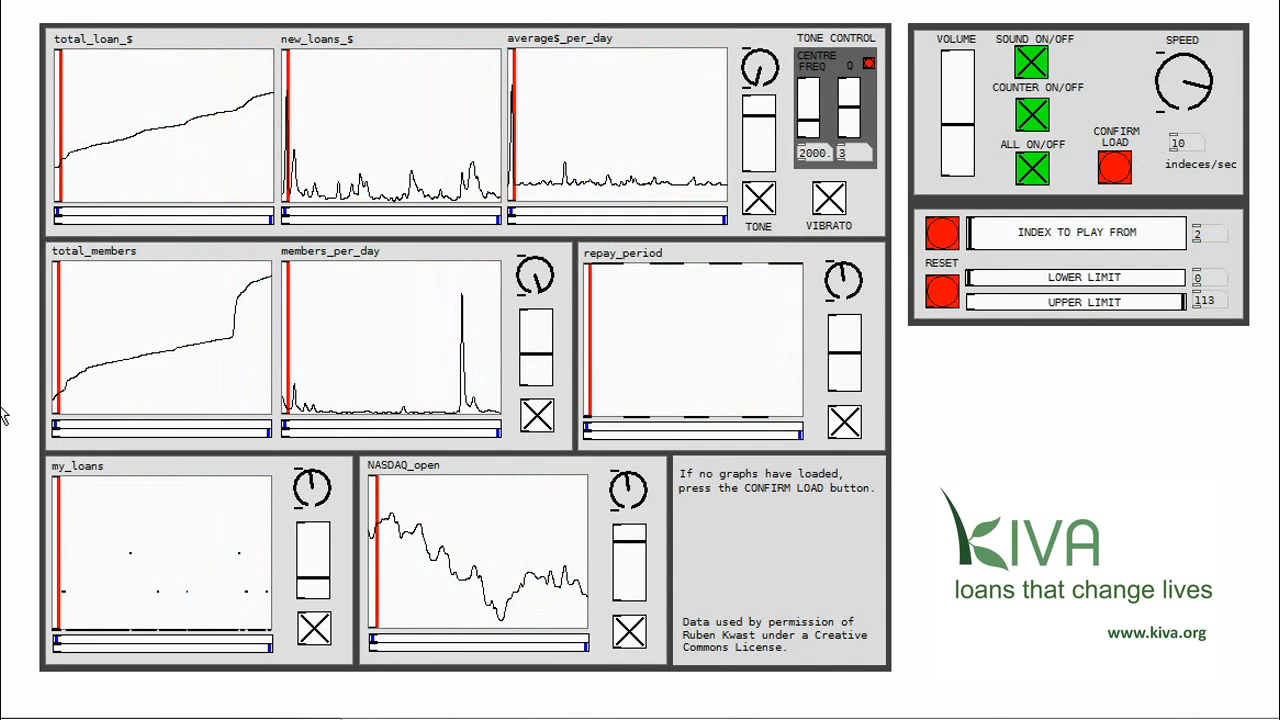 total_loan_$
new_loans_$
average$_per_day
TONE CONTROL
CENTRE
FREQ
Q
2000.
3
TONE
VIBRATO
VOLUME
SOUND ON/OFF
COUNTER ON/OFF
ALL ON/OFF
CONFIRM
LOAD
SPEED
10
indeces/sec
INDEX TO PLAY FROM
2
RESET
LOWER LIMIT
0
UPPER LIMIT
113
total_members
members_per_day
repay_period
my_loans
NASDAQ_open
If no graphs have loaded,
press the CONFIRM LOAD button.
Data used by permission of
Ruben Kwast under a Creative
Commons License.
KIVA
loans that change lives
www.kiva.org